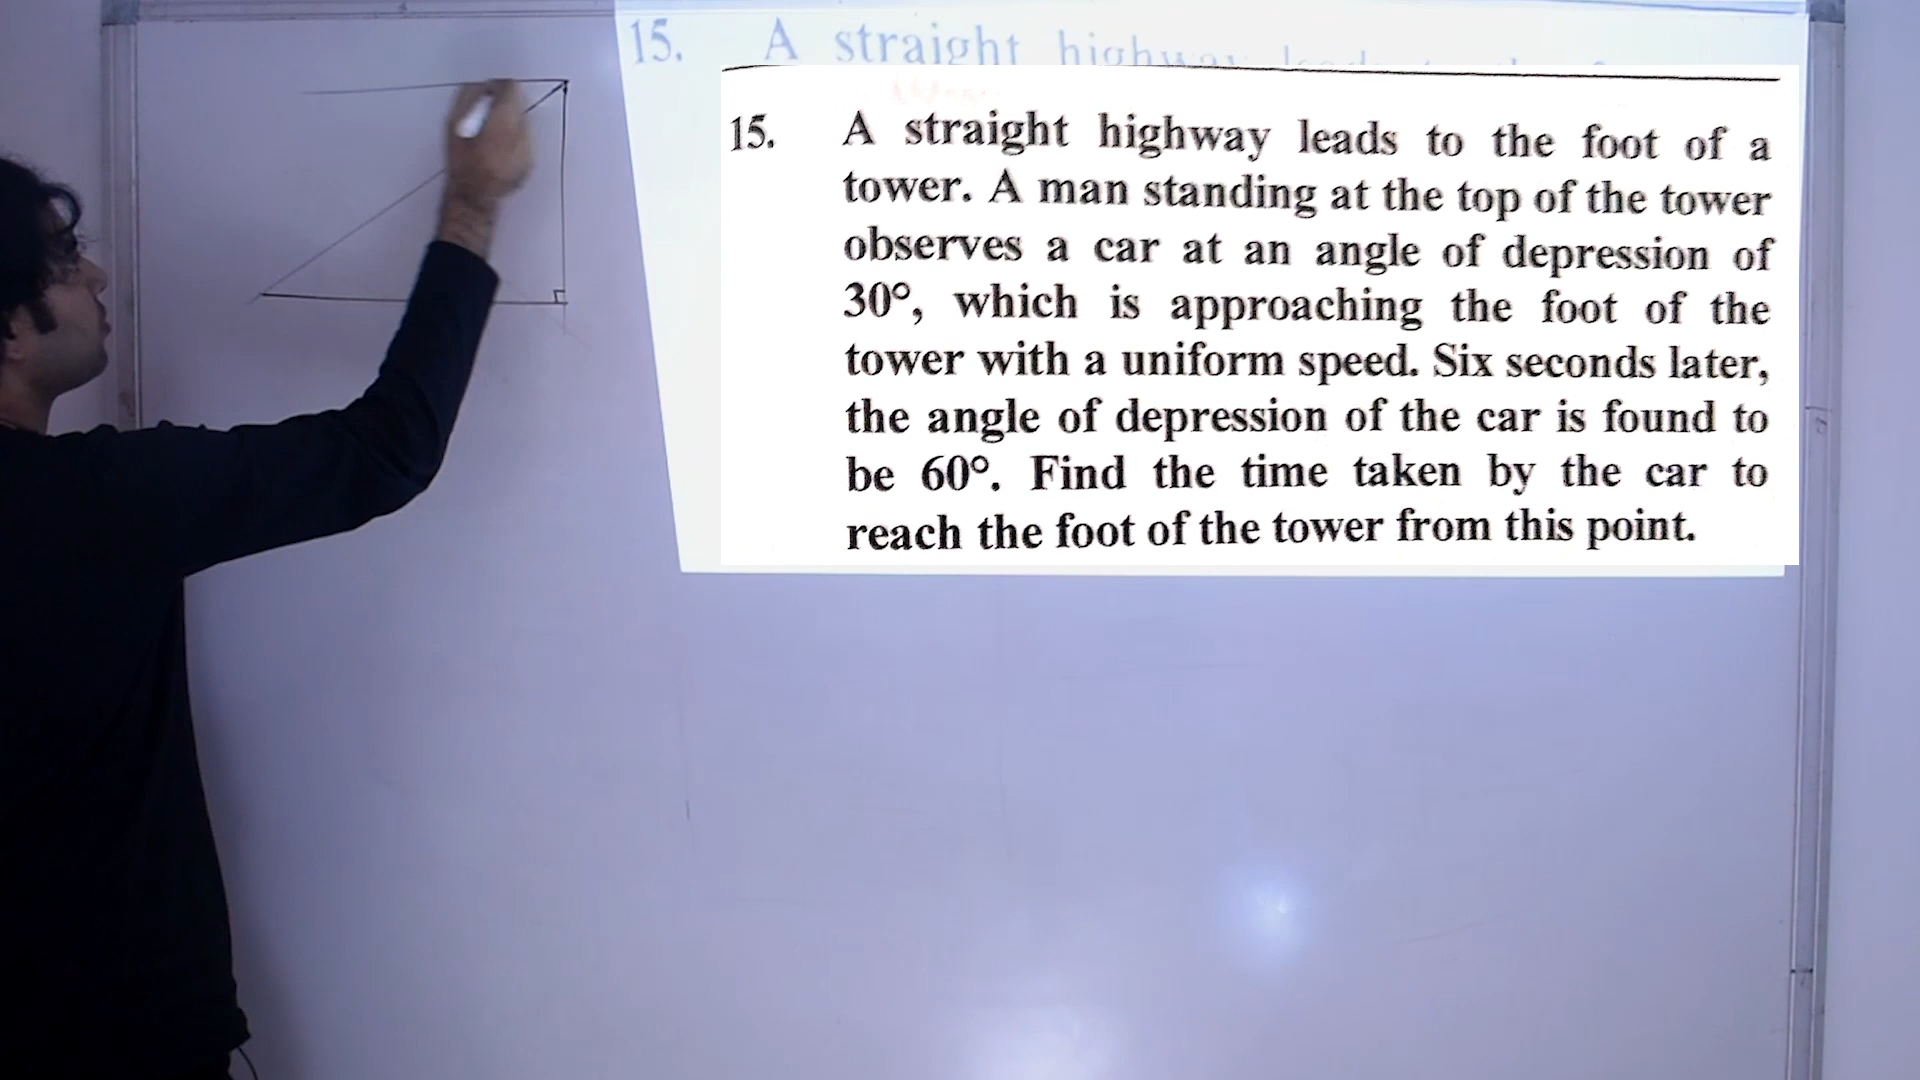 15. A straight highway
15. A straight highway leads to the foot of a
tower. A man standing at the top of the tower
observes a car at an angle of depression of
30°, which is approaching the foot of the
tower with a uniform speed. Six seconds later,
the angle of depression of the car is found to
be 60°. Find the time taken by the car to
reach the foot of the tower from this point.